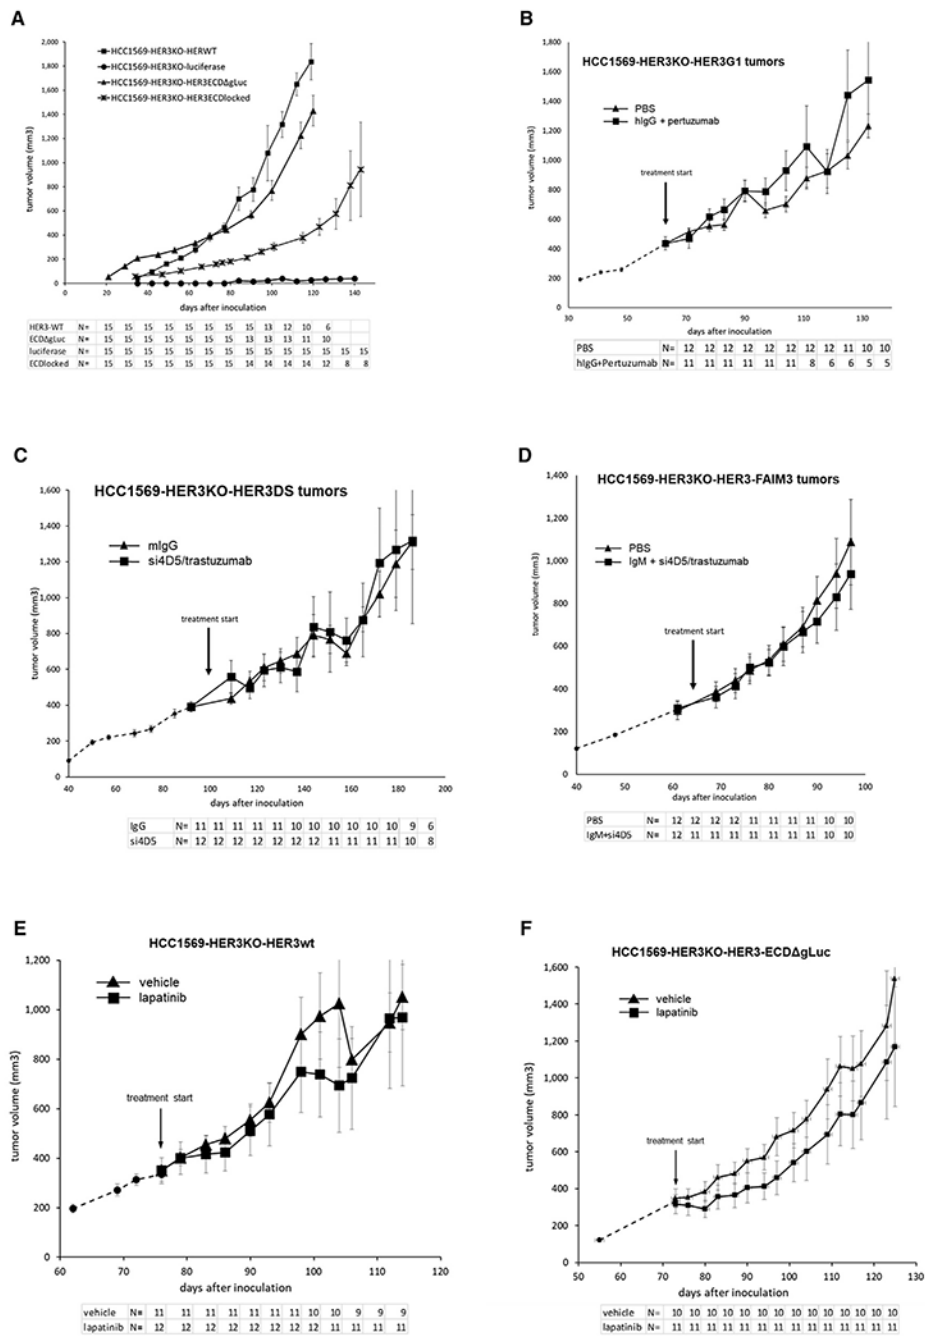 A
HCC1569-HER3KO-HERWT
HCC1569-HER3KO-luciferase
HCC1569-HER3KO-HER3ECDΔgLuc
HCC1569-HER3KO-HER3ECDlocked
tumor volume (mm3)
2,000
1,800
1,600
1,400
1,200
1,000
800
600
400
200
0
0 20 40 60 80 100 120 140
days after inoculation
HER3-WT N= 15 15 15 15 15 15 15 15 13 12 10 6
ECDΔgLuc N= 15 15 15 15 15 15 15 13 13 13 11 10
luciferase N= 15 15 15 15 15 15 15 15 15 15 15 15 15 15
ECDlocked N= 15 15 15 15 15 15 15 14 14 14 14 12 8 8
B
HCC1569-HER3KO-HER3G1 tumors
PBS
hIgG + pertuzumab
treatment start
tumor volume (mm3)
1,800
1,600
1,400
1,200
1,000
800
600
400
200
0
30 50 70 90 110 130
days after inoculation
PBS N= 12 12 12 12 12 12 12 12 11 10 10
hIgG+Pertuzumab N= 11 11 11 11 11 11 8 6 6 5 5
C
HCC1569-HER3KO-HER3DS tumors
mIgG
si4D5/trastuzumab
treatment start
tumor volume (mm3)
1,600
1,400
1,200
1,000
800
600
400
200
0
40 60 80 100 120 140 160 180 200
days after inoculation
IgG N= 11 11 11 11 11 10 10 10 10 10 10 9 6
si4D5 N= 12 12 12 12 12 12 12 11 11 11 11 10 8
D
HCC1569-HER3KO-HER3-FAIM3 tumors
PBS
IgM + si4D5/trastuzumab
treatment start
tumor volume (mm3)
1,400
1,200
1,000
800
600
400
200
0
40 50 60 70 80 90 100
days after inoculation
PBS N= 12 12 12 12 11 11 11 10 10
IgM+si4D5 N= 12 11 11 11 11 11 11 10 10
E
HCC1569-HER3KO-HER3wt
vehicle
lapatinib
treatment start
tumor volume (mm3)
1,200
1,000
800
600
400
200
0
60 70 80 90 100 110 120
days after inoculation
vehicle N= 11 11 11 11 11 11 10 10 9 9 9
lapatinib N= 12 12 12 12 12 12 12 11 11 11 11
F
HCC1569-HER3KO-HER3-ECDΔgLuc
vehicle
lapatinib
treatment start
tumor volume (mm3)
1,600
1,400
1,200
1,000
800
600
400
200
0
50 60 70 80 90 100 110 120 130
days after inoculation
vehicle N= 10 10 10 10 10 10 10 10 10 10 10 10
lapatinib N= 11 11 11 11 11 11 11 11 11 11 11 11